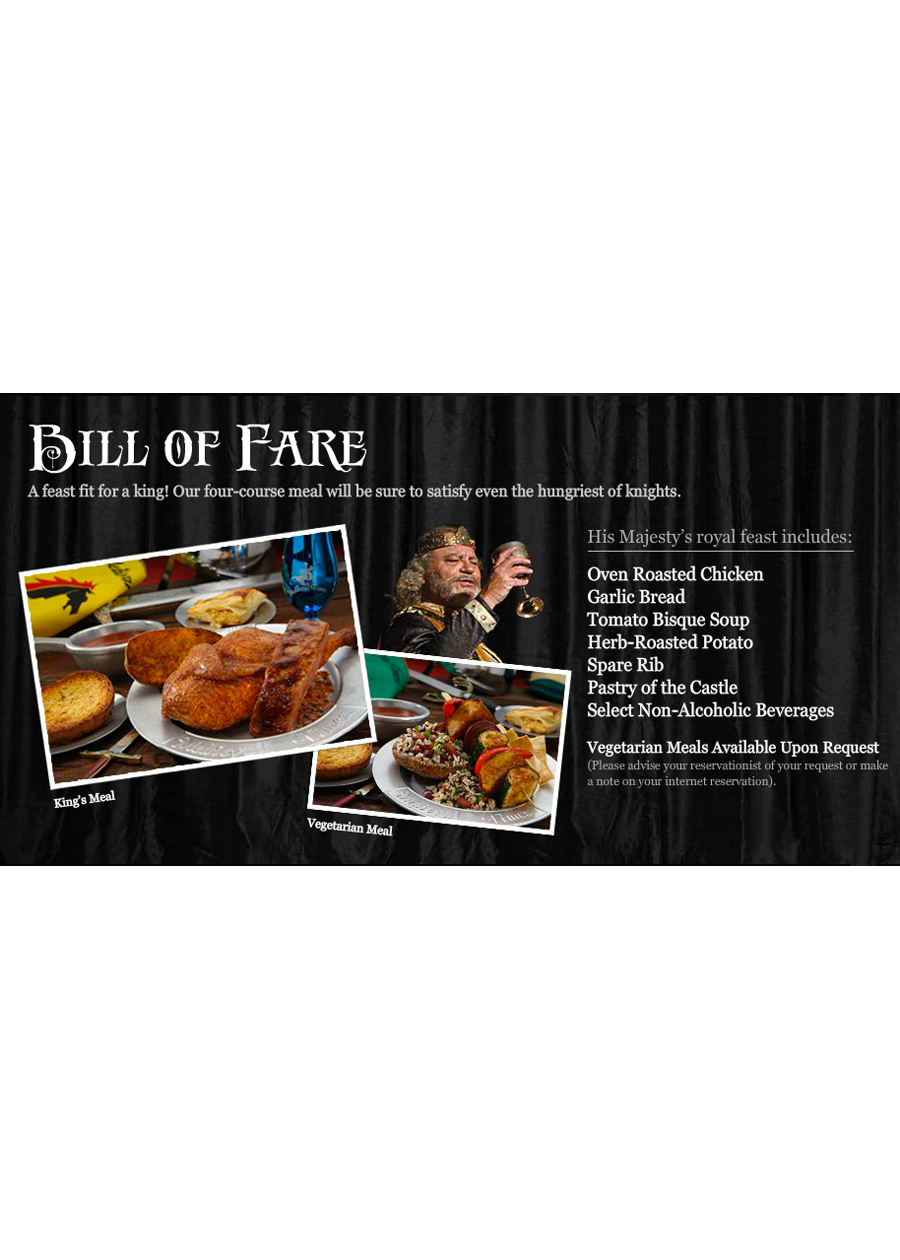 Bill of Fare
A feast fit for a king! Our four-course meal will be sure to satisfy even the hungriest of knights.
His Majesty's royal feast includes:
Oven Roasted Chicken
Garlic Bread
Tomato Bisque Soup
Herb-Roasted Potato
Spare Rib
Pastry of the Castle
Select Non-Alcoholic Beverages
Vegetarian Meals Available Upon Request
(Please advise your reservationist of your request or make
a note on your internet reservation).
King's Meal
Vegetarian Meal